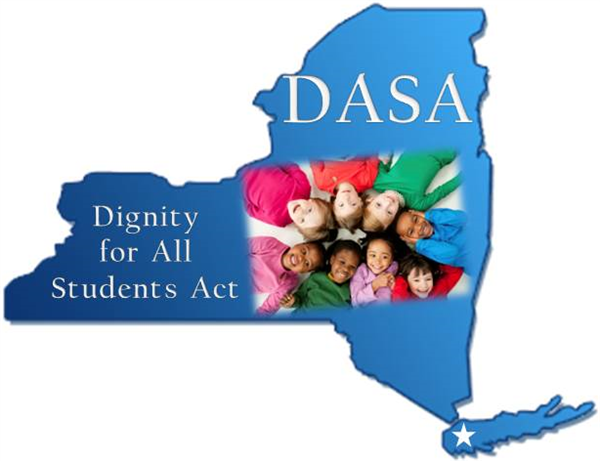 DASA
Dignity
for All
Students Act